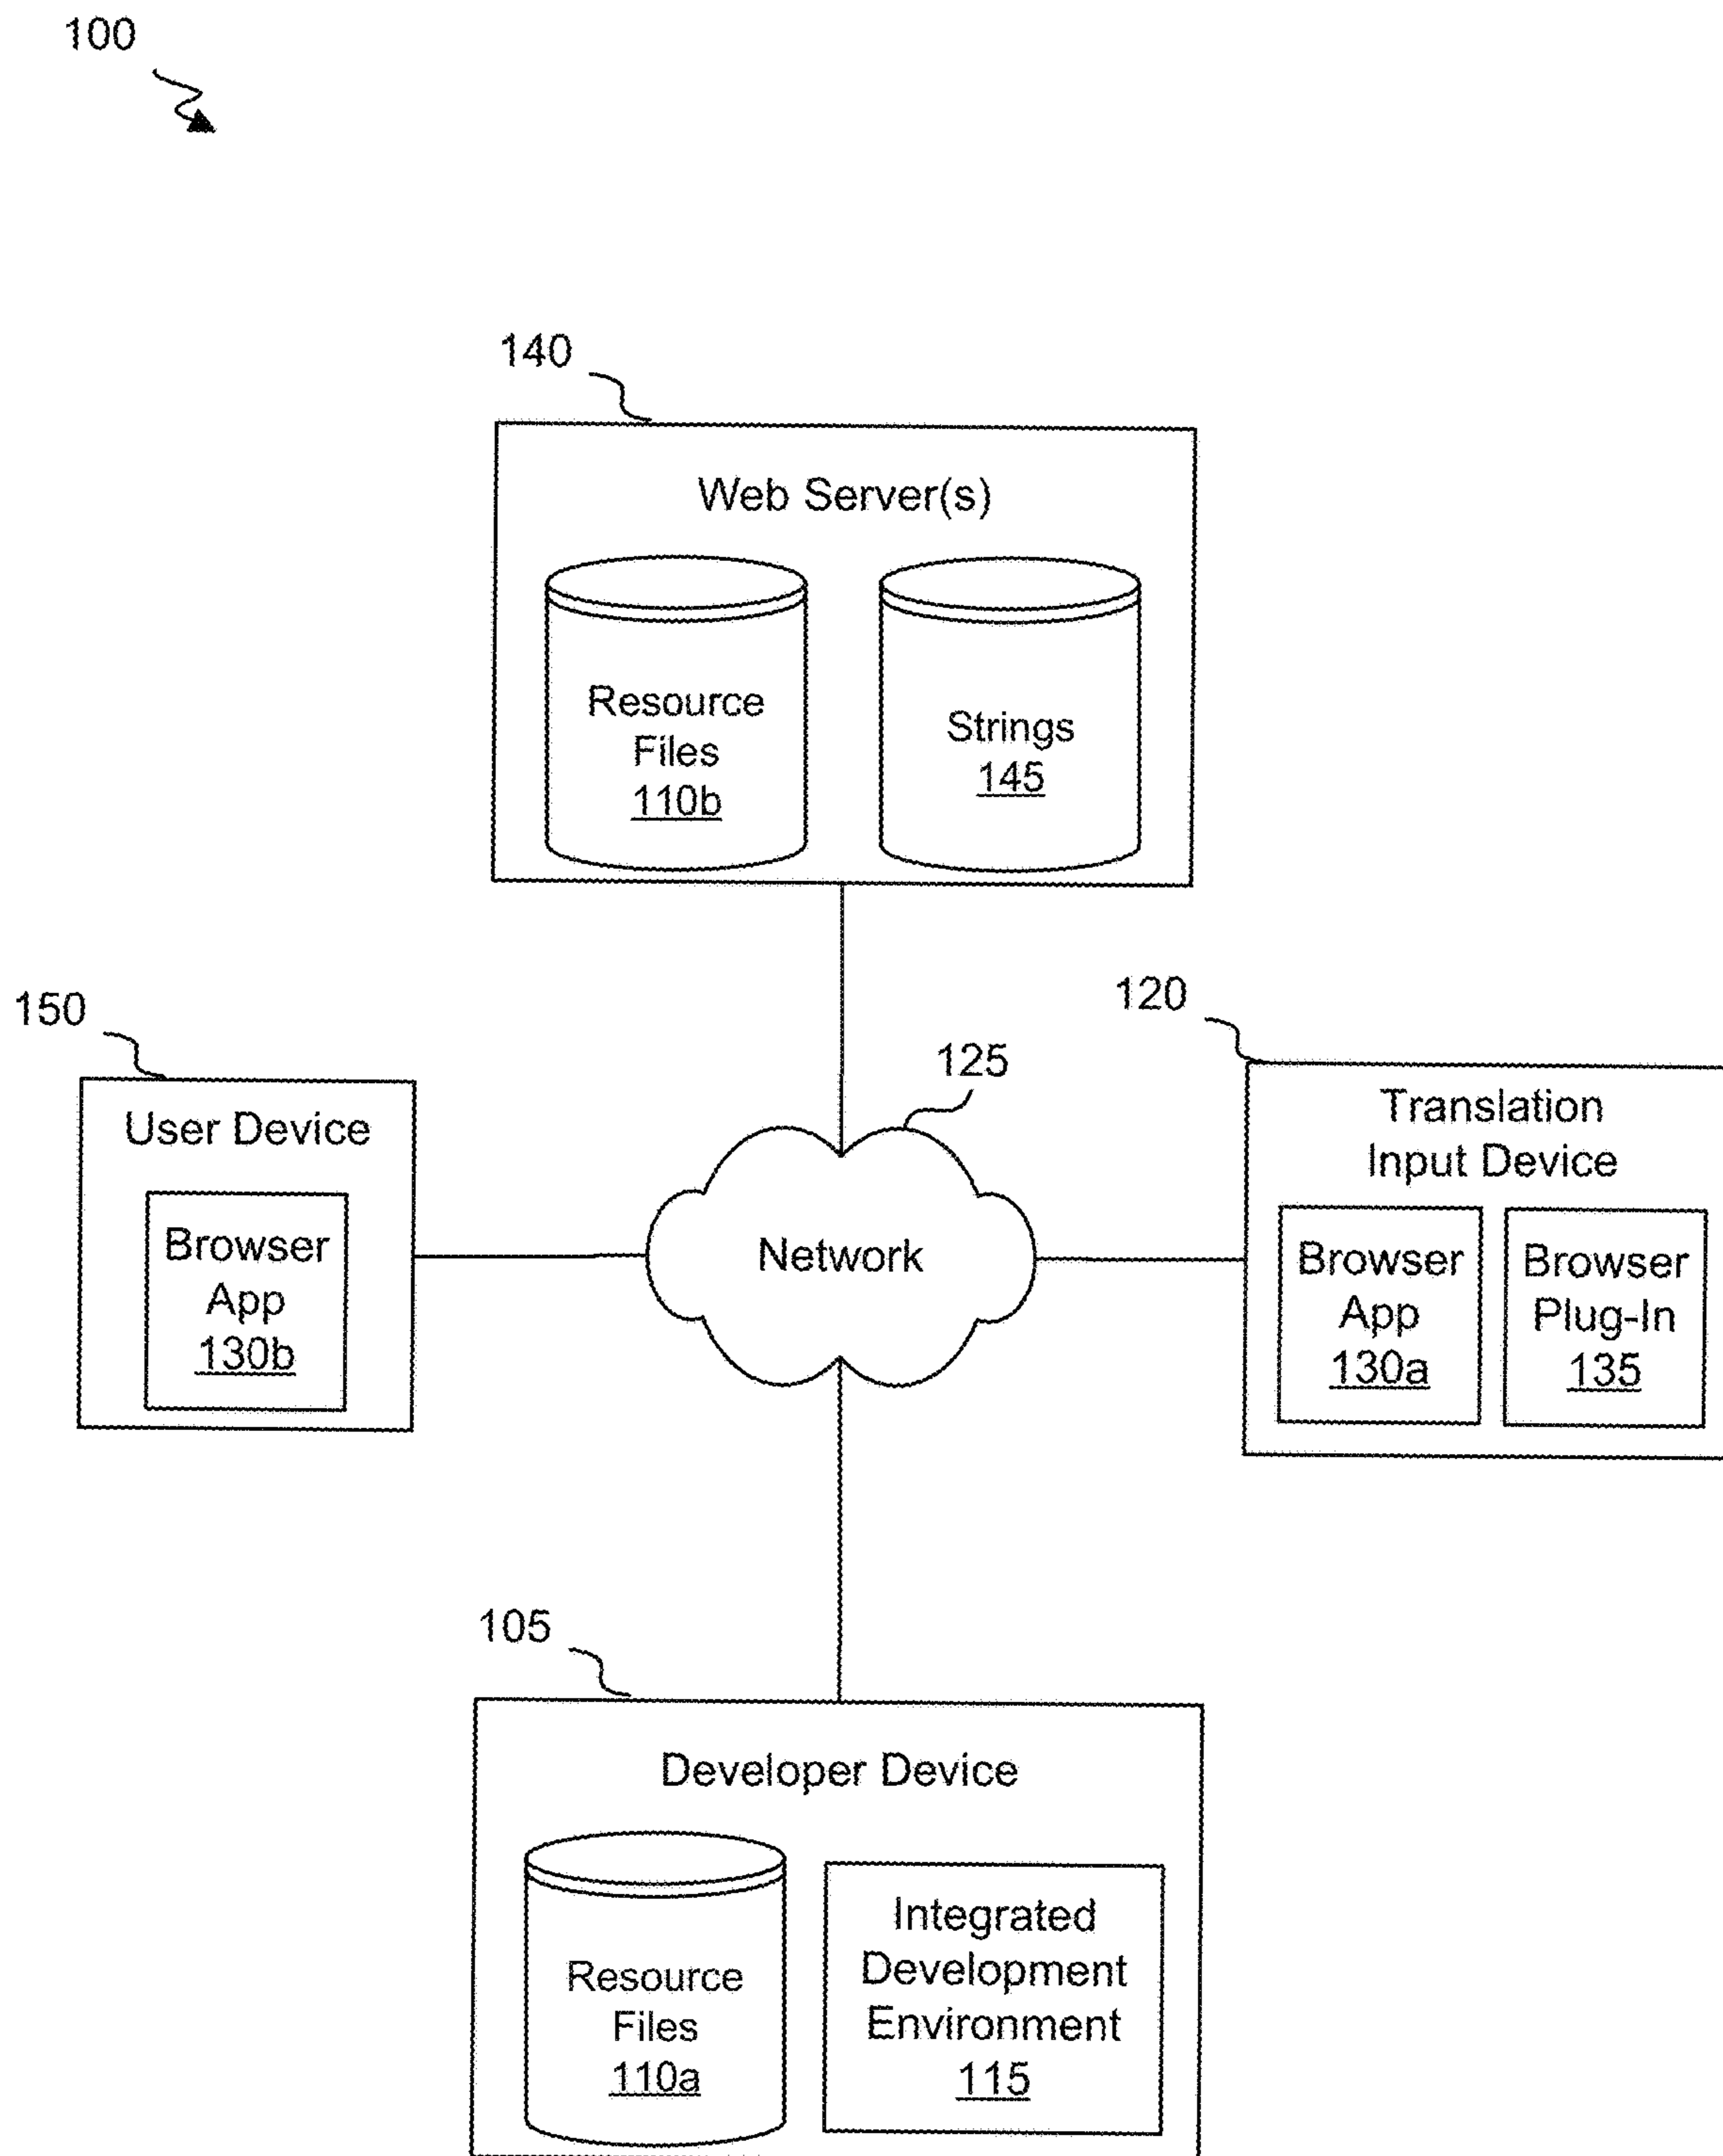 100
140
Web Server(s)
Resource
Files
110b
Strings
145
150
User Device
Browser
App
130b
125
Network
120
Translation
Input Device
Browser
App
130a
Browser
Plug-In
135
105
Developer Device
Resource
Files
110a
Integrated
Development
Environment
115